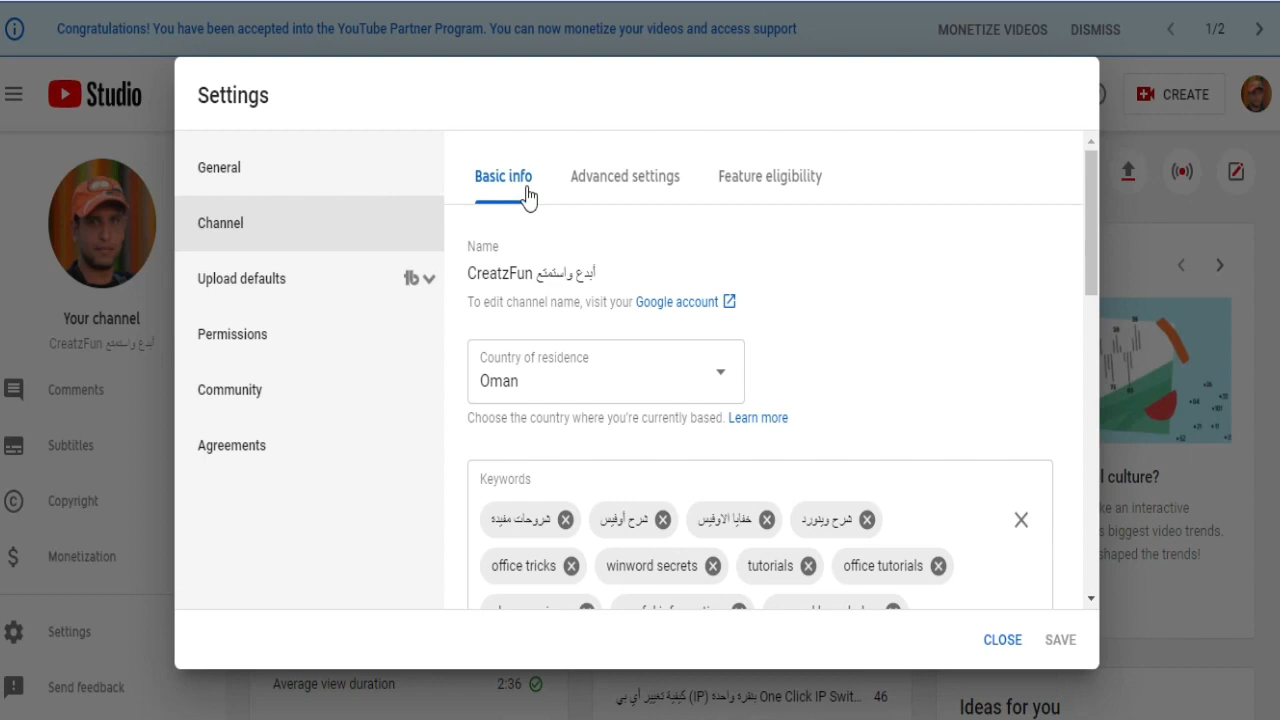 Congratulations! You have been accepted into the YouTube Partner Program. You can now monetize your videos and access support
MONETIZE VIDEOS
DISMISS
1/2
Studio
CREATE
Settings
General
Channel
Upload defaults
Permissions
Community
Agreements
Basic info
Advanced settings
Feature eligibility
Name
CreatzFun أبدع واستمتع
To edit channel name, visit your Google account
Country of residence
Oman
Choose the country where you're currently based. Learn more
Keywords
شروحات مفيدة
شرح أوفيس
خفايا الاوفيس
شرح وينورد
office tricks
winword secrets
tutorials
office tutorials
CLOSE
SAVE
Your channel
CreatzFun أبدع واستمتع
Comments
Subtitles
Copyright
Monetization
Settings
Send feedback
Average view duration
2:36
One Click IP Swit... بنقرة واحدة (IP) كيفية تغيير أي بي
46
culture?
an interactive
biggest video trends.
shaped the trends!
Ideas for you